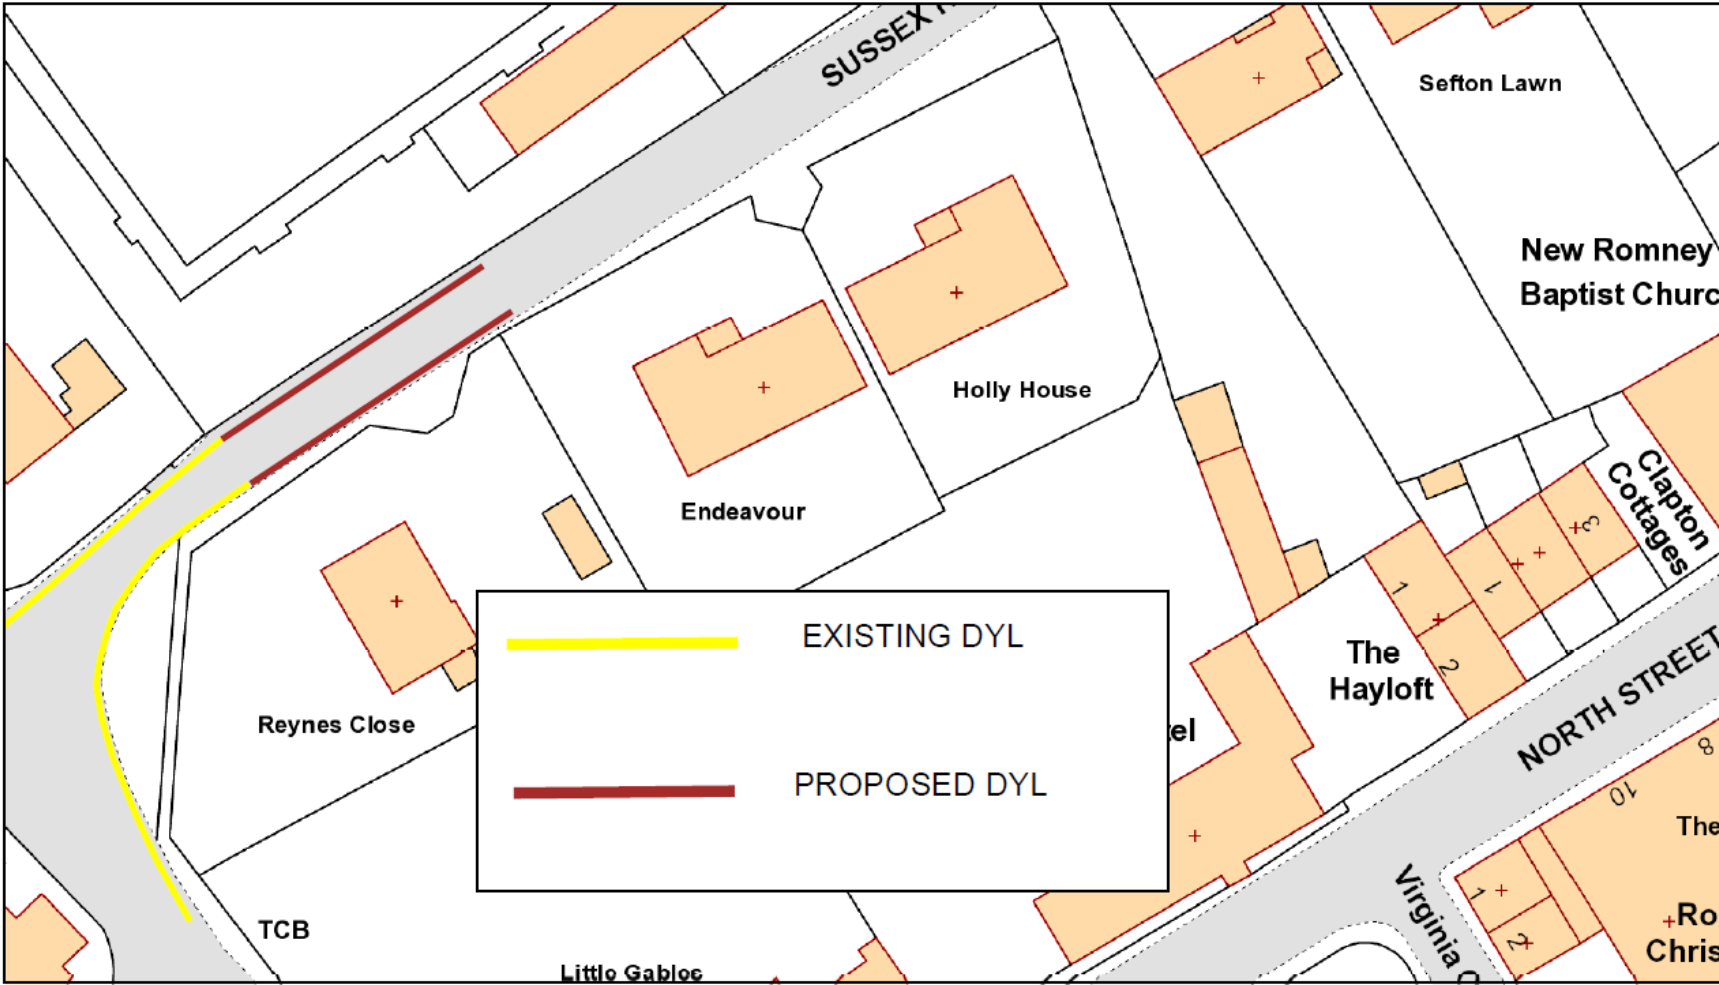 SUSSEX
Sefton Lawn
New Romney
Baptist Churc
Holly House
Endeavour
Clapton
Cottages
3
1
1
2
The
Hayloft
EXISTING DYL
PROPOSED DYL
Reynes Close
tel
NORTH STREET
8
10
The
Virginia
1
2
Ro
Chris
TCB
Little Gables